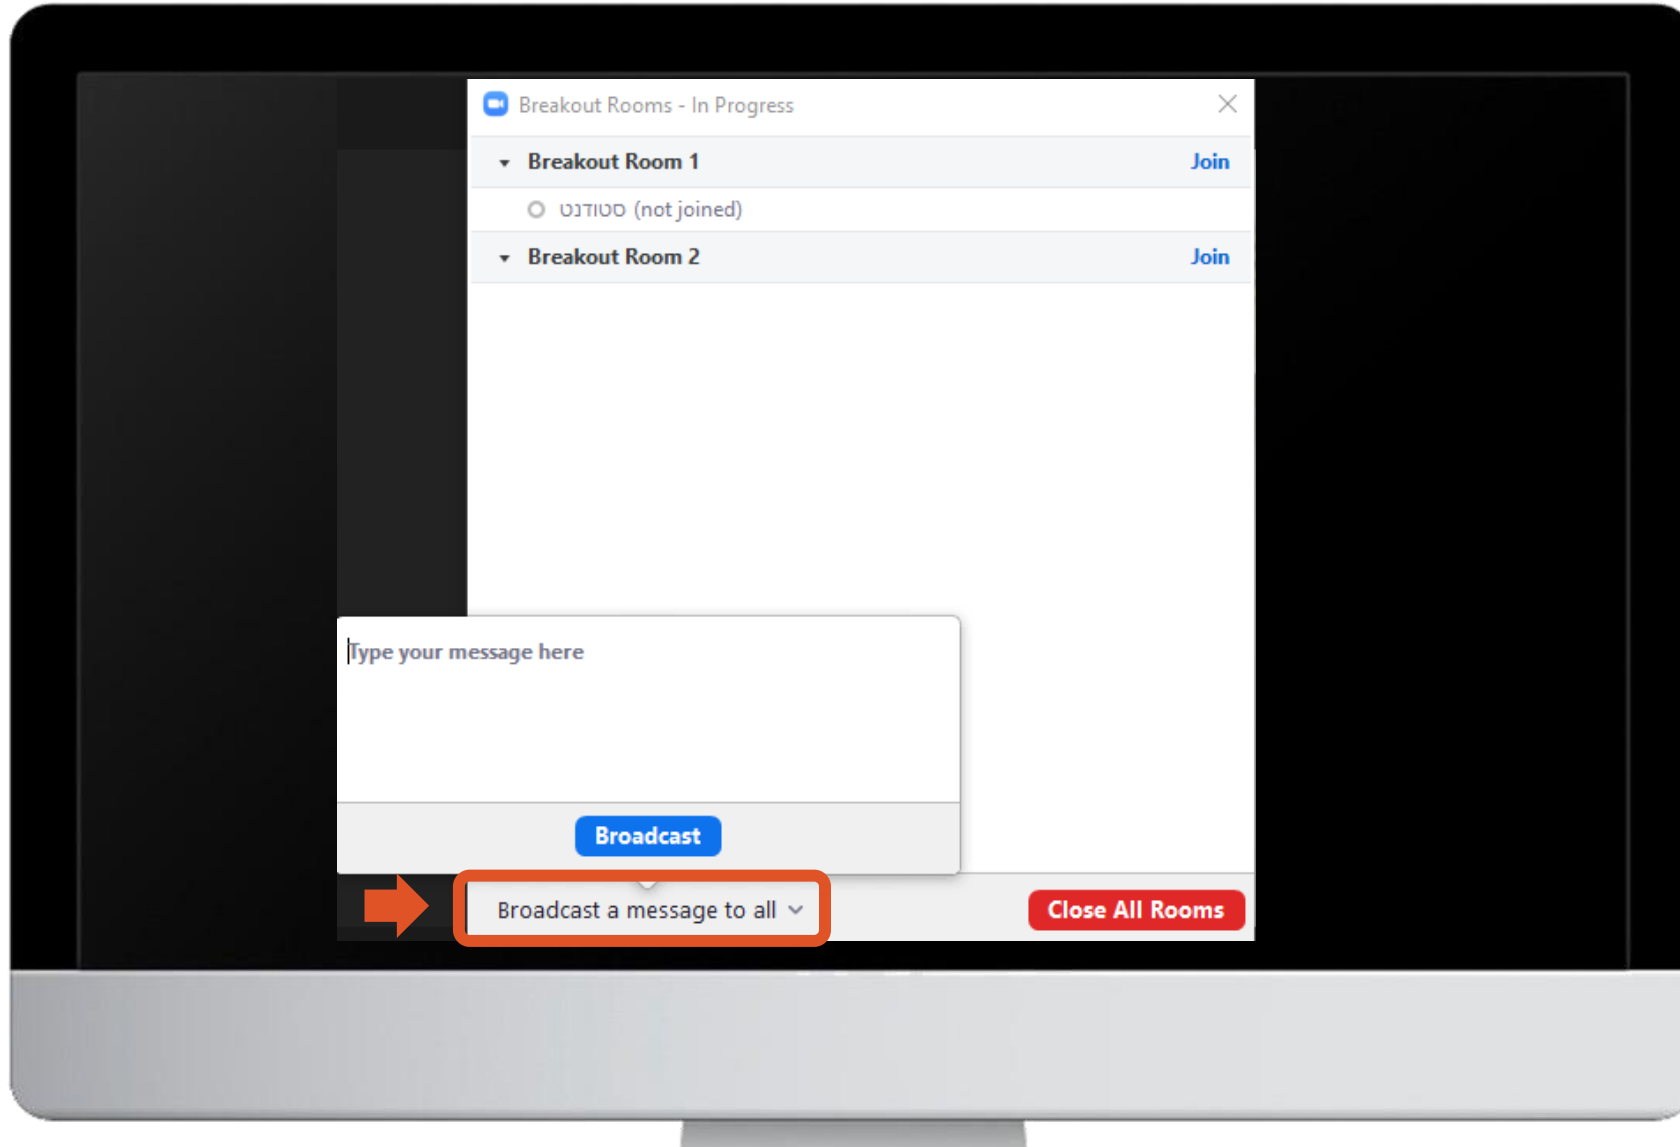 Breakout Rooms - In Progress
Breakout Room 1 Join
סטודנט (not joined)
Breakout Room 2 Join
Type your message here
Broadcast
Broadcast a message to all Close All Rooms